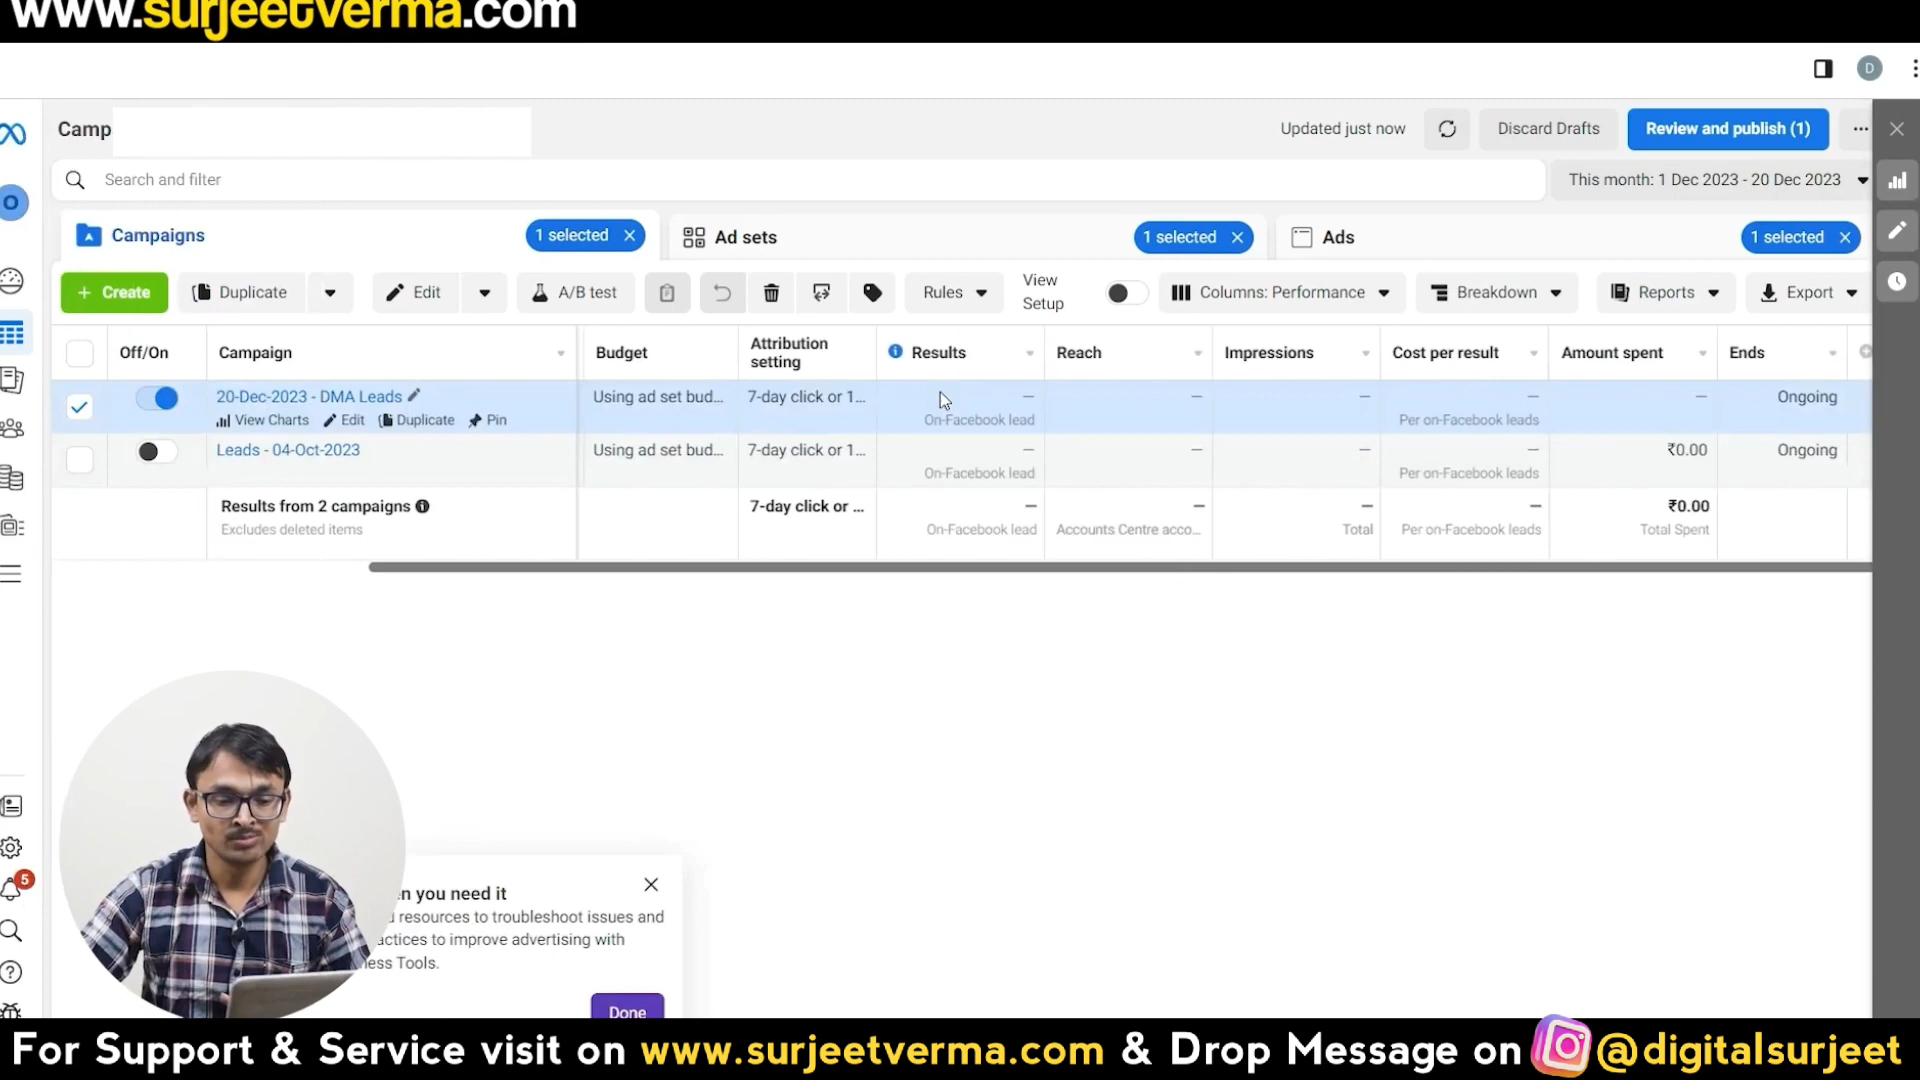 www.surjeetverma.com
D
Camp
Updated just now
Discard Drafts
Review and publish (1)
Search and filter
This month: 1 Dec 2023 - 20 Dec 2023
O
Campaigns
1 selected
Ad sets
1 selected
Ads
1 selected
+ Create
Duplicate
Edit
A/B test
Rules
View Setup
Columns: Performance
Breakdown
Reports
Export
Off/On
Campaign
Budget
Attribution setting
Results
Reach
Impressions
Cost per result
Amount spent
Ends
20-Dec-2023 - DMA Leads
Using ad set bud...
7-day click or 1...
—
—
—
—
—
Ongoing
View Charts
Edit
Duplicate
Pin
On-Facebook lead
Per on-Facebook leads
Leads - 04-Oct-2023
Using ad set bud...
7-day click or 1...
—
—
—
—
₹0.00
Ongoing
On-Facebook lead
Per on-Facebook leads
Results from 2 campaigns
7-day click or ...
—
—
—
—
₹0.00
Excludes deleted items
On-Facebook lead
Accounts Centre acco...
Total
Per on-Facebook leads
Total Spent
5
n you need it
resources to troubleshoot issues and
actices to improve advertising with
ess Tools.
Done
For Support & Service visit on www.surjeetverma.com & Drop Message on @digitalsurjeet